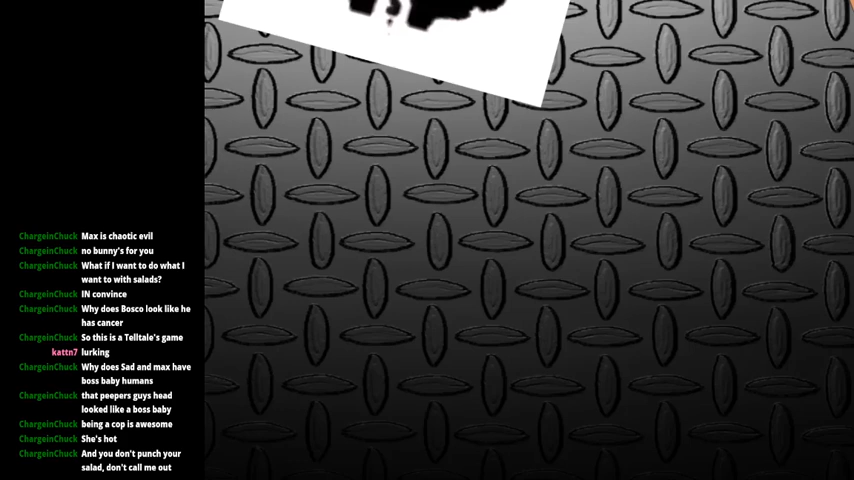 ChargeinChuck Max is chaotic evil
ChargeinChuck no bunny's for you
ChargeinChuck What if I want to do what I
want to with salads?
ChargeinChuck IN convince
ChargeinChuck Why does Bosco look like he
has cancer
ChargeinChuck So this is a Telltale's game
kattn7 lurking
ChargeinChuck Why does Sad and max have
boss baby humans
ChargeinChuck that peepers guys head
looked like a boss baby
ChargeinChuck being a cop is awesome
ChargeinChuck She's hot
ChargeinChuck And you don't punch your
salad, don't call me out